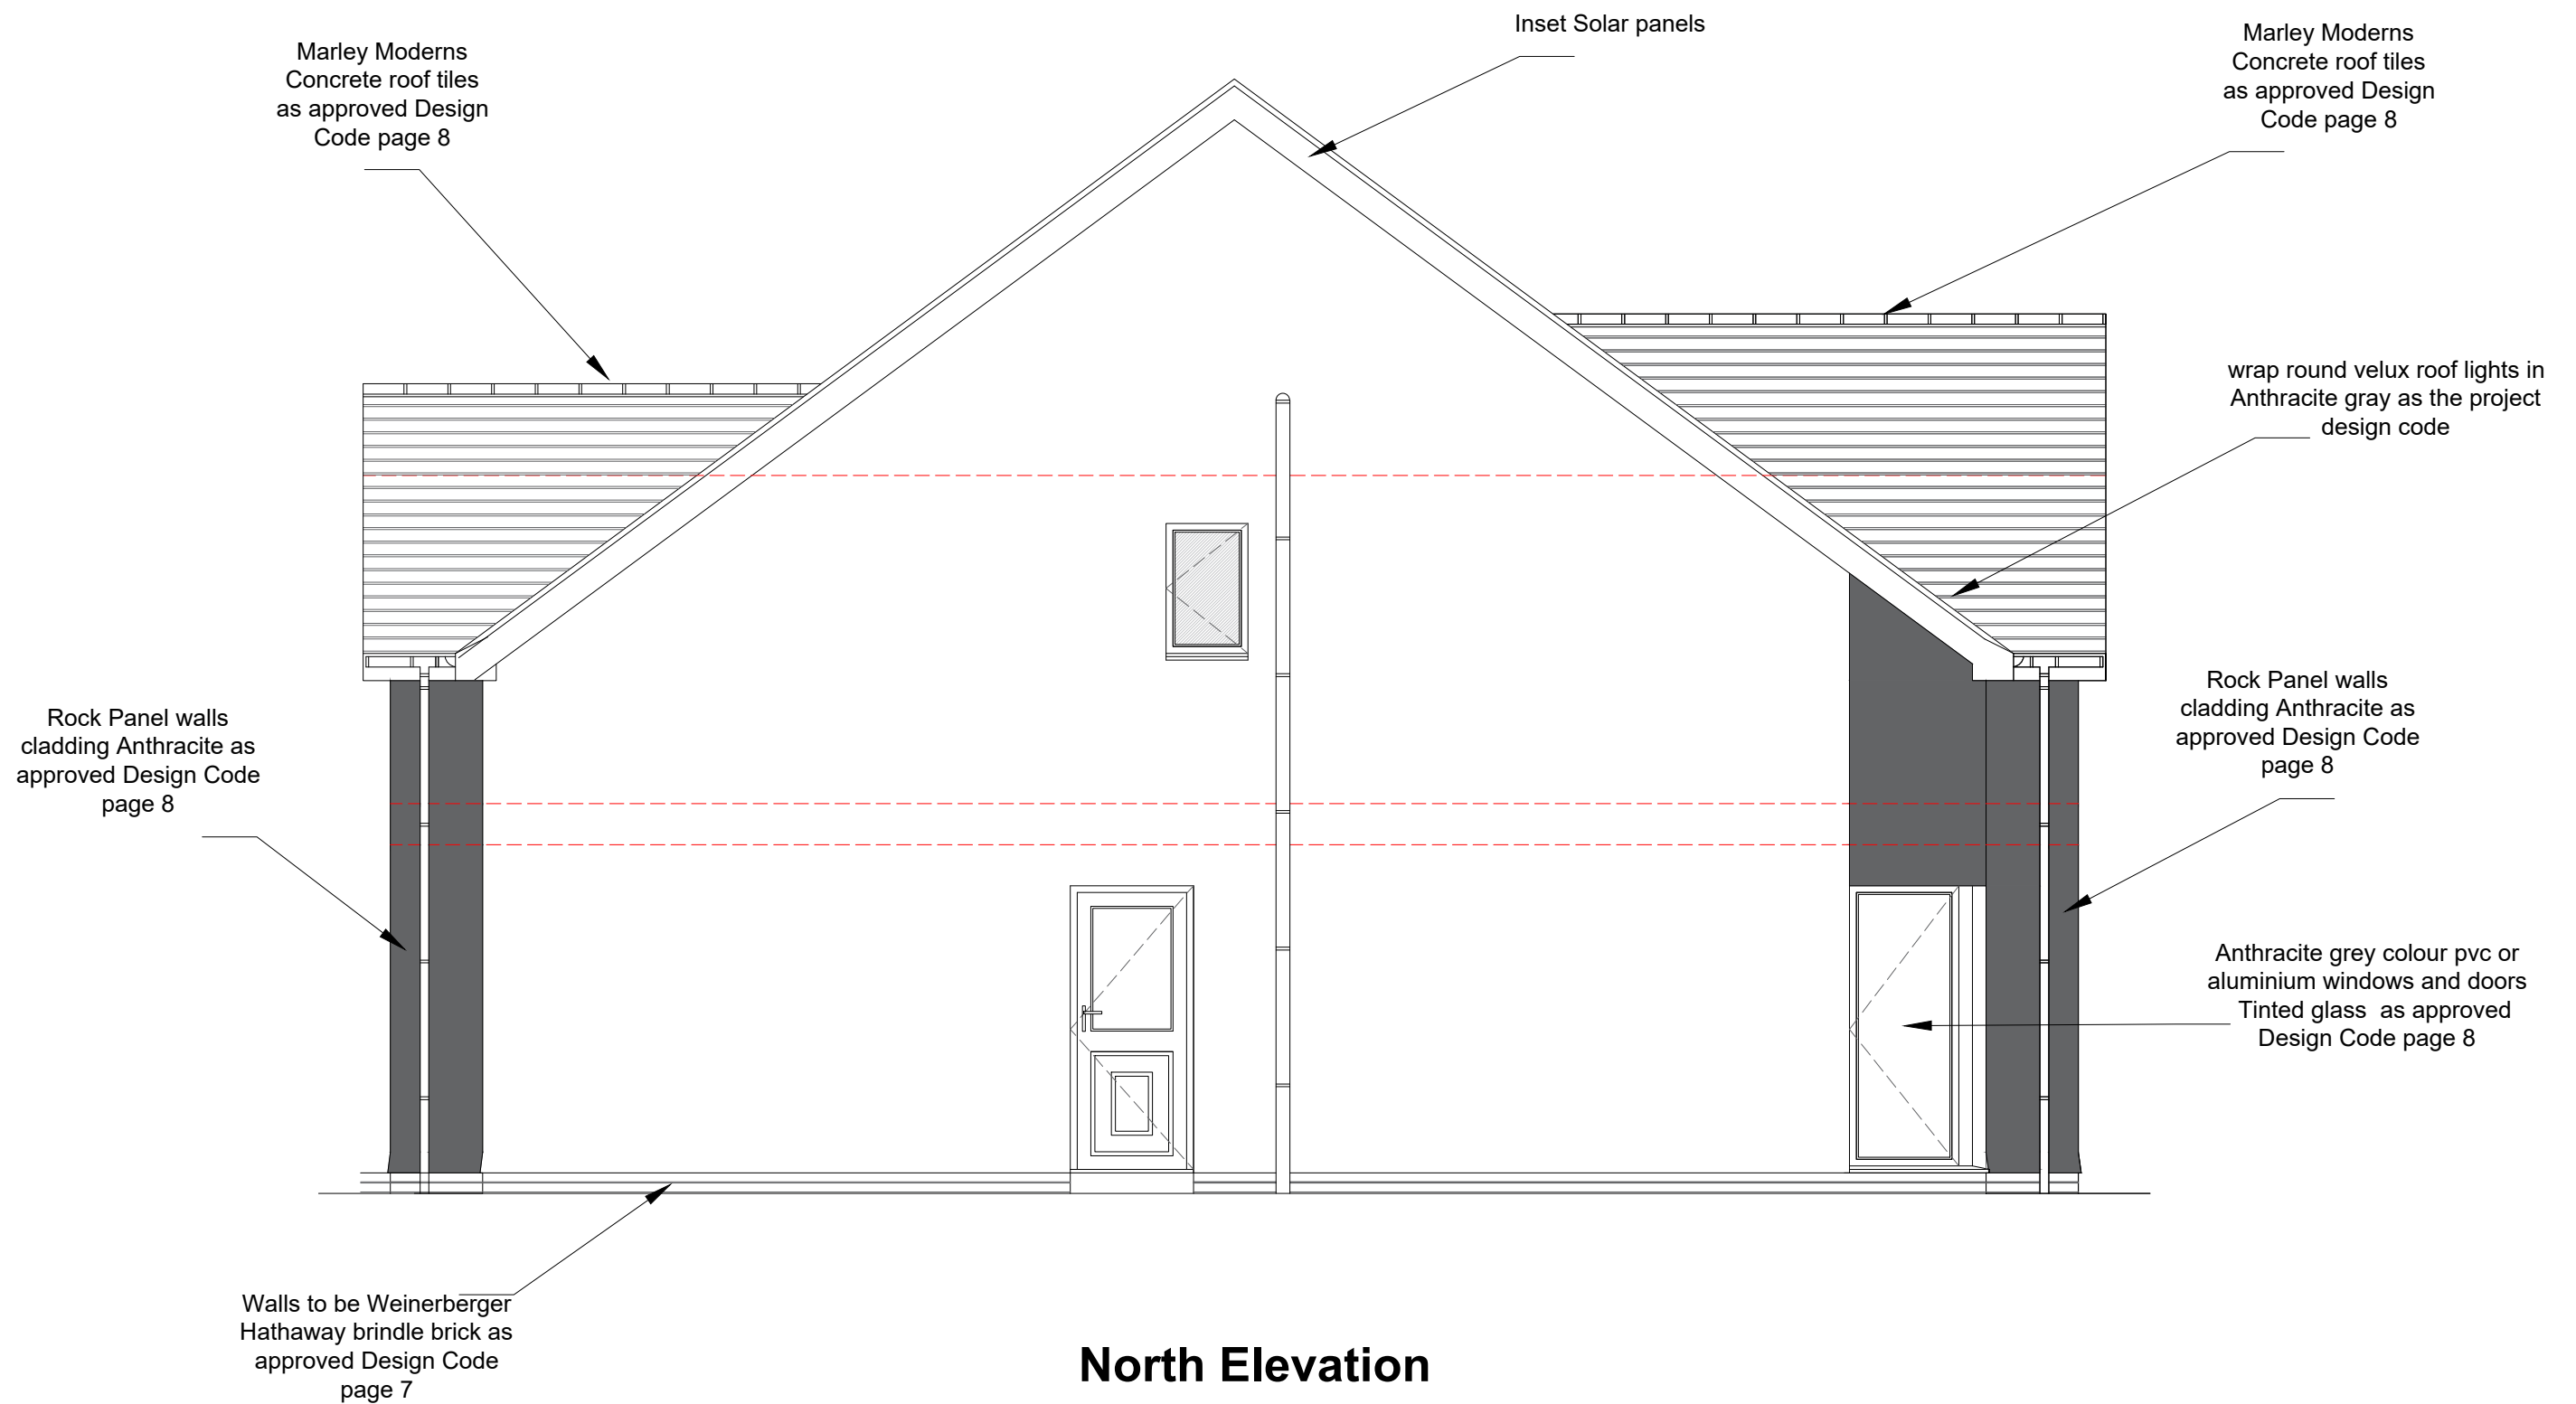 Inset Solar panels
Marley Moderns
Concrete roof tiles
as approved Design
Code page 8
Marley Moderns
Concrete roof tiles
as approved Design
Code page 8
wrap round velux roof lights in
Anthracite gray as the project
design code
Rock Panel walls
cladding Anthracite as
approved Design Code
page 8
Rock Panel walls
cladding Anthracite as
approved Design Code
page 8
Anthracite grey colour pvc or
aluminium windows and doors
Tinted glass as approved
Design Code page 8
Walls to be Weinerberger
Hathaway brindle brick as
approved Design Code
page 7
North Elevation